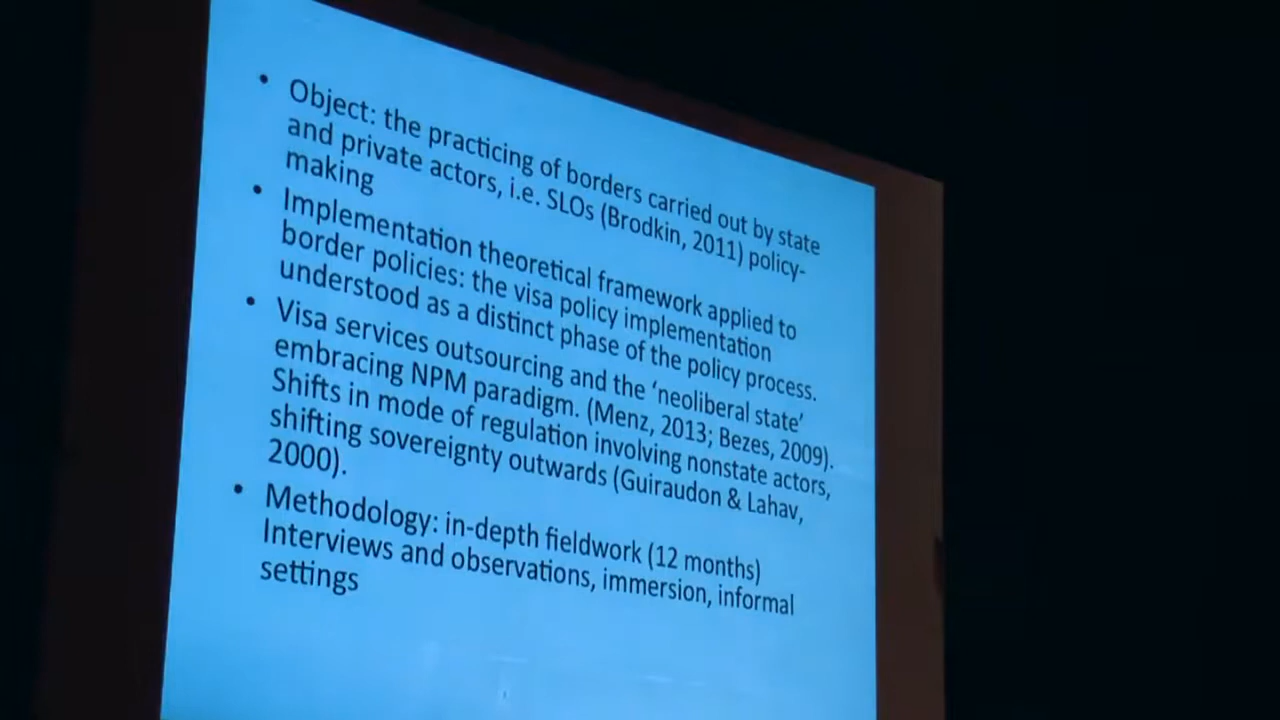 • Object: the practicing of borders carried out by state
and private actors, i.e. SLOs (Brodkin, 2011) policy-
making
• Implementation theoretical framework applied to
border policies: the visa policy implementation
understood as a distinct phase of the policy process.
• Visa services outsourcing and the ‘neoliberal state’
embracing NPM paradigm. (Menz, 2013; Bezes, 2009).
Shifts in mode of regulation involving nonstate actors,
shifting sovereignty outwards (Guiraudon & Lahav,
2000).
• Methodology: in-depth fieldwork (12 months)
Interviews and observations, immersion, informal
settings